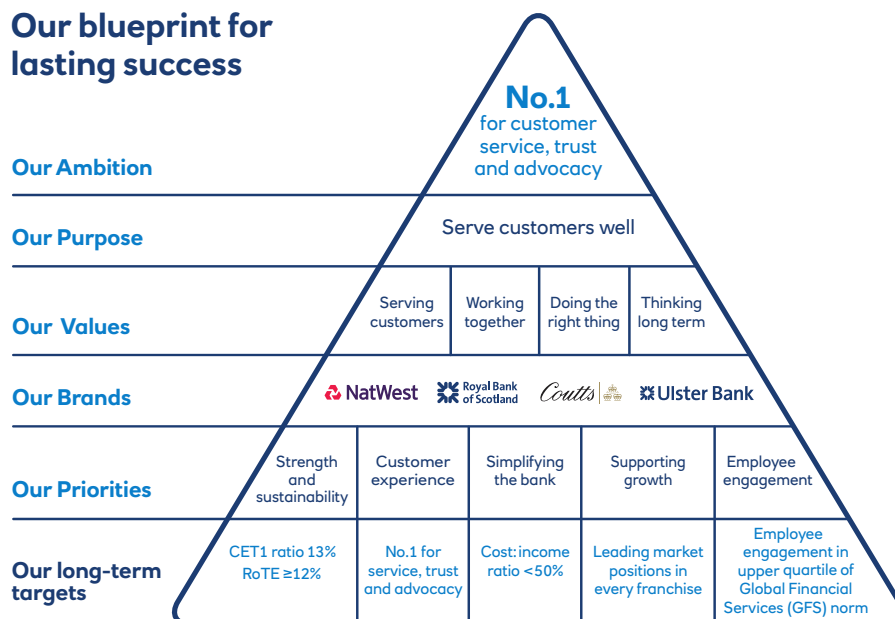 Our blueprint for
lasting success
No.1
for customer
service, trust
and advocacy
Our Ambition
Our Purpose
Serve customers well
Our Values
Serving
customers
Working
together
Doing the
right thing
Thinking
long term
Our Brands
NatWest
Royal Bank
of Scotland
Coutts
Ulster Bank
Our Priorities
Strength
and
sustainability
Customer
experience
Simplifying
the bank
Supporting
growth
Employee
engagement
Our long-term
targets
CET1 ratio 13%
RoTE ≥12%
No.1 for
service, trust
and advocacy
Cost:income
ratio <50%
Leading market
positions in
every franchise
Employee
engagement in
upper quartile of
Global Financial
Services (GFS) norm